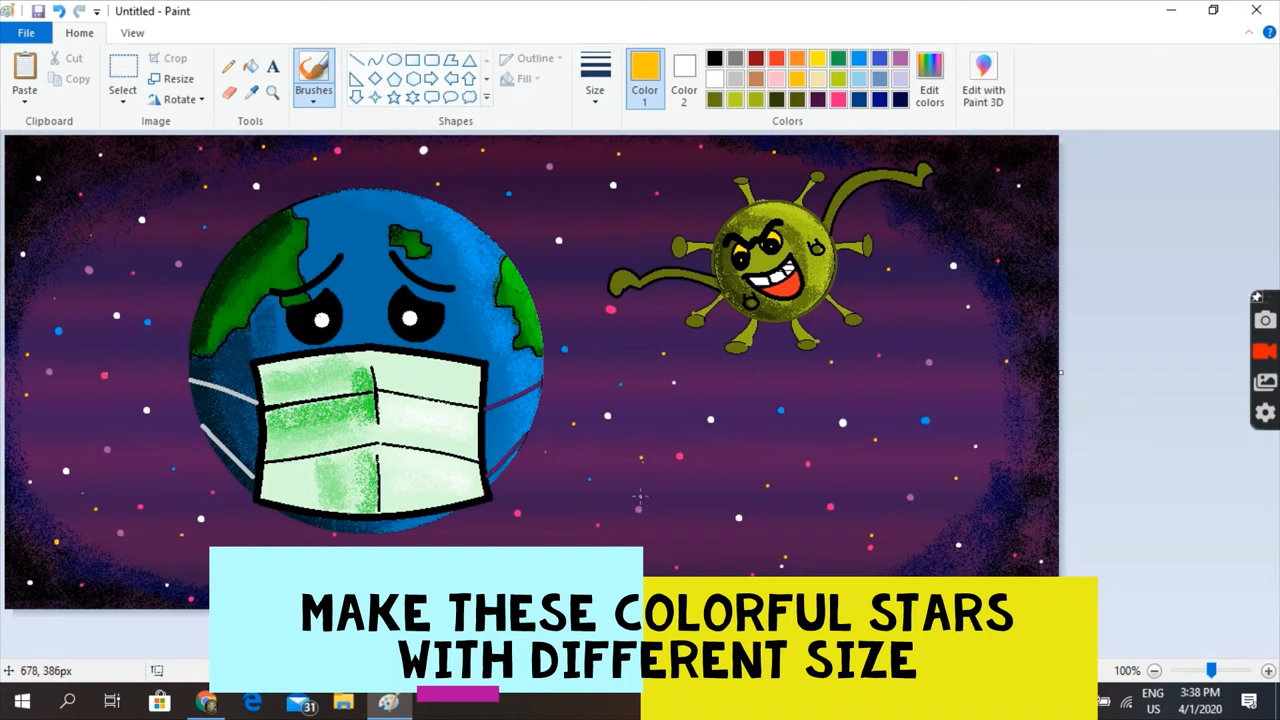 Untitled - Paint
File
Home
View
Paste
Cut
Copy
Clipboard
Select
Crop
Resize
Rotate
Image
A
Tools
Brushes
Outline
Fill
Shapes
Size
Color
1
Color
2
Edit
colors
Edit with
Paint 3D
Colors
MAKE THESE COLORFUL STARS
WITH DIFFERENT SIZE
678, 386px
100%
31
ENG
US
3:38 PM
4/1/2020